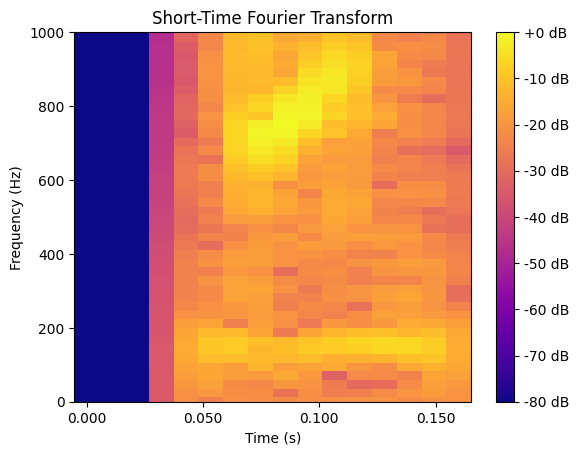 Short-Time Fourier Transform
1000
800
600
400
200
0
Frequency (Hz)
0.000
0.050
0.100
0.150
Time (s)
+0 dB
-10 dB
-20 dB
-30 dB
-40 dB
-50 dB
-60 dB
-70 dB
-80 dB